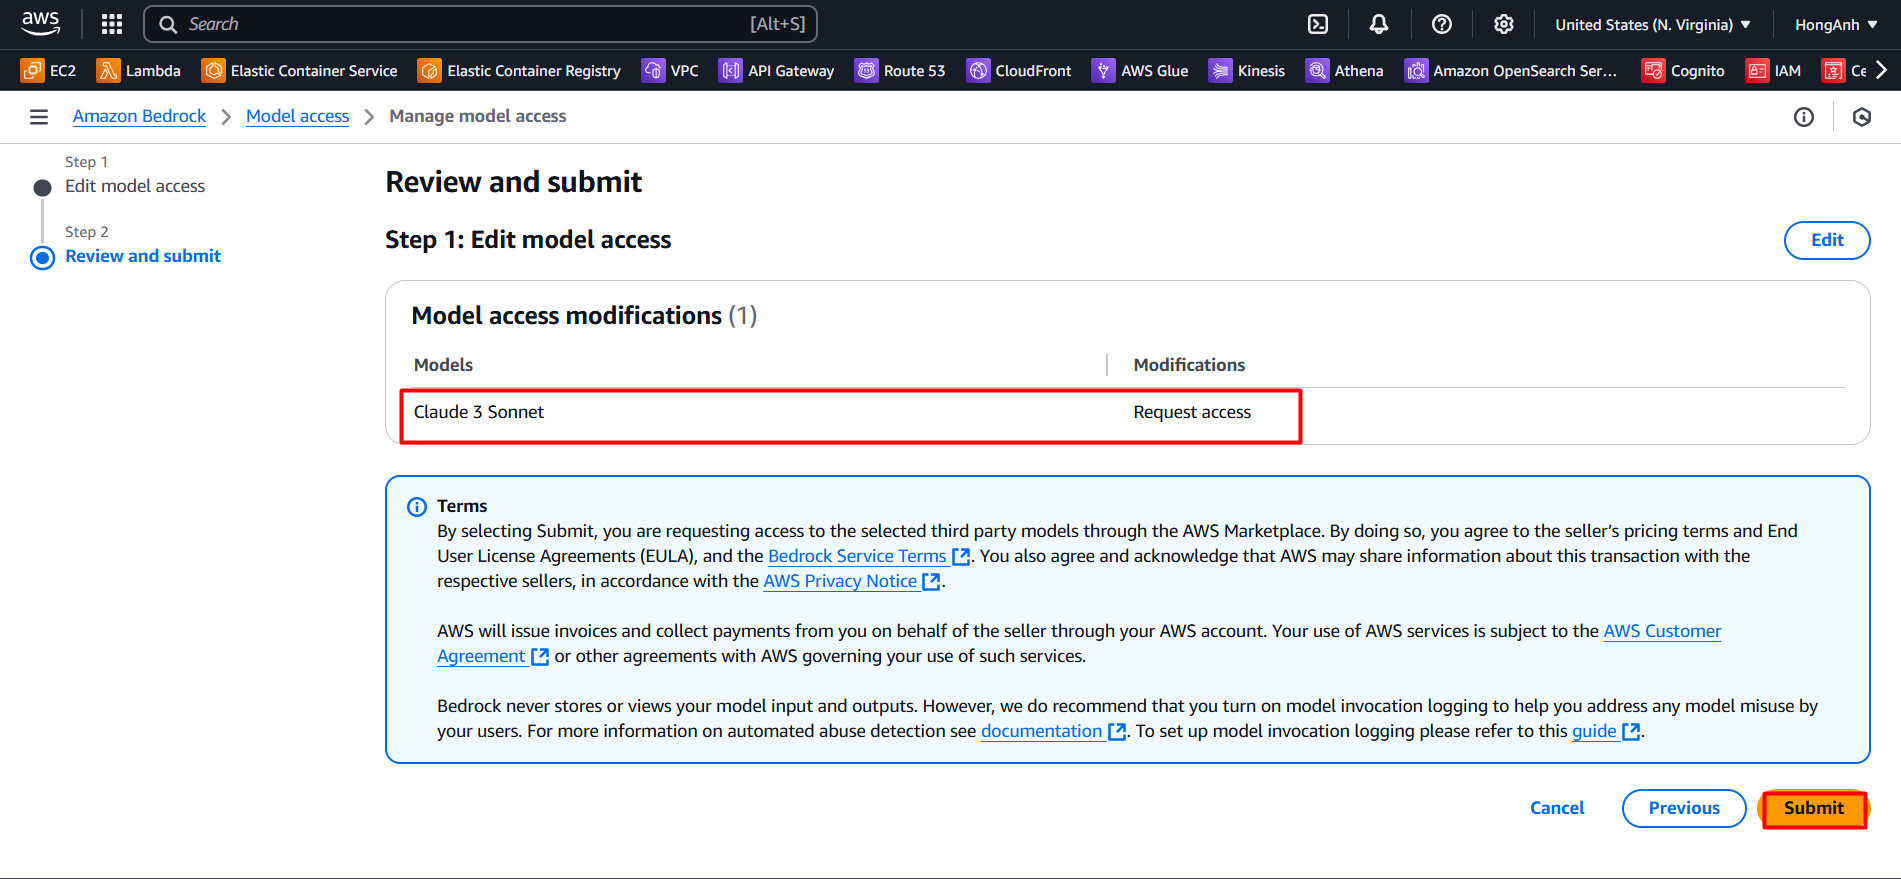 aws
Search
[Alt+S]
United States (N. Virginia)
HongAnh
EC2
Lambda
Elastic Container Service
Elastic Container Registry
VPC
API Gateway
Route 53
CloudFront
AWS Glue
Kinesis
Athena
Amazon OpenSearch Ser...
Cognito
IAM
Ce
Amazon Bedrock
Model access
Manage model access
Step 1
Edit model access
Step 2
Review and submit
Review and submit
Step 1: Edit model access
Edit
Model access modifications (1)
Models
Modifications
Claude 3 Sonnet
Request access
Terms
By selecting Submit, you are requesting access to the selected third party models through the AWS Marketplace. By doing so, you agree to the seller’s pricing terms and End
User License Agreements (EULA), and the Bedrock Service Terms. You also agree and acknowledge that AWS may share information about this transaction with the
respective sellers, in accordance with the AWS Privacy Notice.
AWS will issue invoices and collect payments from you on behalf of the seller through your AWS account. Your use of AWS services is subject to the AWS Customer
Agreement or other agreements with AWS governing your use of such services.
Bedrock never stores or views your model input and outputs. However, we do recommend that you turn on model invocation logging to help you address any model misuse by
your users. For more information on automated abuse detection see documentation. To set up model invocation logging please refer to this guide.
Cancel
Previous
Submit